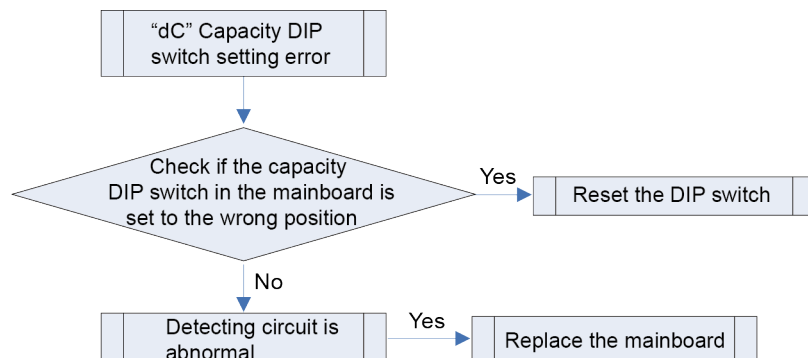 “dC” Capacity DIP
switch setting error
Check if the capacity
DIP switch in the mainboard is
set to the wrong position
Yes
Reset the DIP switch
No
Detecting circuit is
abnormal
Yes
Replace the mainboard